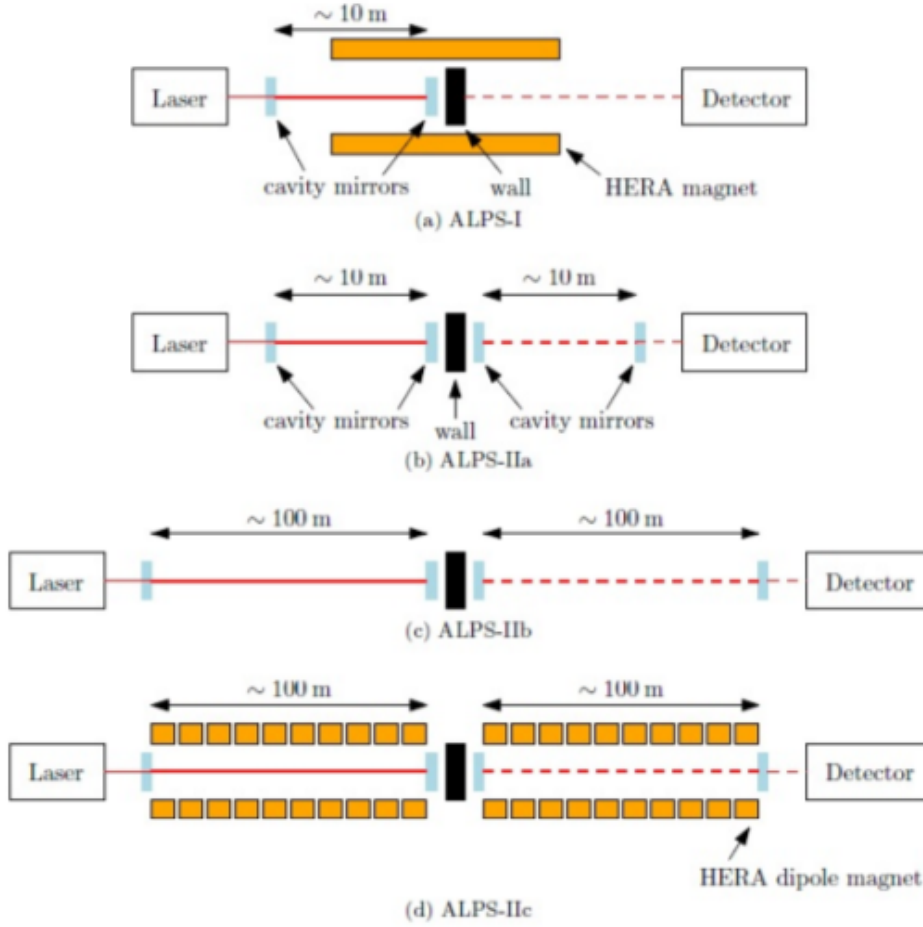 ~ 10 m
Laser
Detector
cavity mirrors
wall
HERA magnet
(a) ALPS-I
~ 10 m
~ 10 m
Laser
Detector
cavity mirrors
wall
cavity mirrors
(b) ALPS-IIa
~ 100 m
~ 100 m
Laser
Detector
(c) ALPS-IIb
~ 100 m
~ 100 m
Laser
Detector
HERA dipole magnet
(d) ALPS-IIc